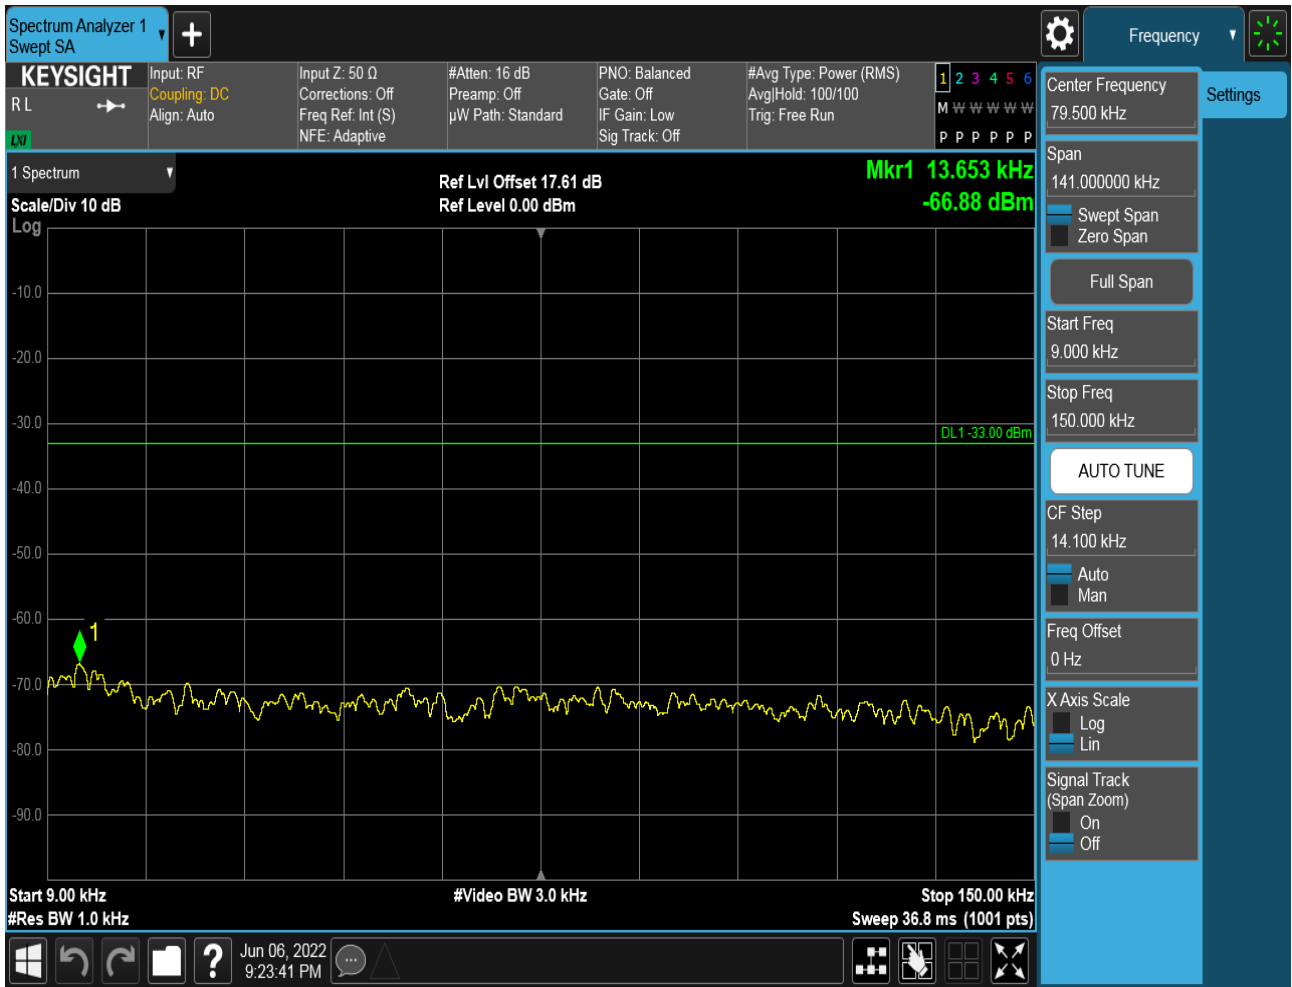 Spectrum Analyzer 1
Swept SA
+
Frequency
KEYSIGHT
R L
LXI
Input: RF
Coupling: DC
Align: Auto
Input Z: 50 Ω
Corrections: Off
Freq Ref: Int (S)
NFE: Adaptive
#Atten: 16 dB
Preamp: Off
µW Path: Standard
PNO: Balanced
Gate: Off
IF Gain: Low
Sig Track: Off
#Avg Type: Power (RMS)
Avg|Hold: 100/100
Trig: Free Run
1 2 3 4 5 6
M W W W W W
P P P P P P
1 Spectrum
Scale/Div 10 dB
Log
Ref Lvl Offset 17.61 dB
Ref Level 0.00 dBm
Mkr1 13.653 kHz
-66.88 dBm
-10.0
-20.0
-30.0
DL1 -33.00 dBm
-40.0
-50.0
-60.0
1
-70.0
-80.0
-90.0
Start 9.00 kHz
#Video BW 3.0 kHz
Stop 150.00 kHz
#Res BW 1.0 kHz
Sweep 36.8 ms (1001 pts)
?
Jun 06, 2022
9:23:41 PM
Center Frequency
79.500 kHz
Settings
Span
141.000000 kHz
Swept Span
Zero Span
Full Span
Start Freq
9.000 kHz
Stop Freq
150.000 kHz
AUTO TUNE
CF Step
14.100 kHz
Auto
Man
Freq Offset
0 Hz
X Axis Scale
Log
Lin
Signal Track
(Span Zoom)
On
Off